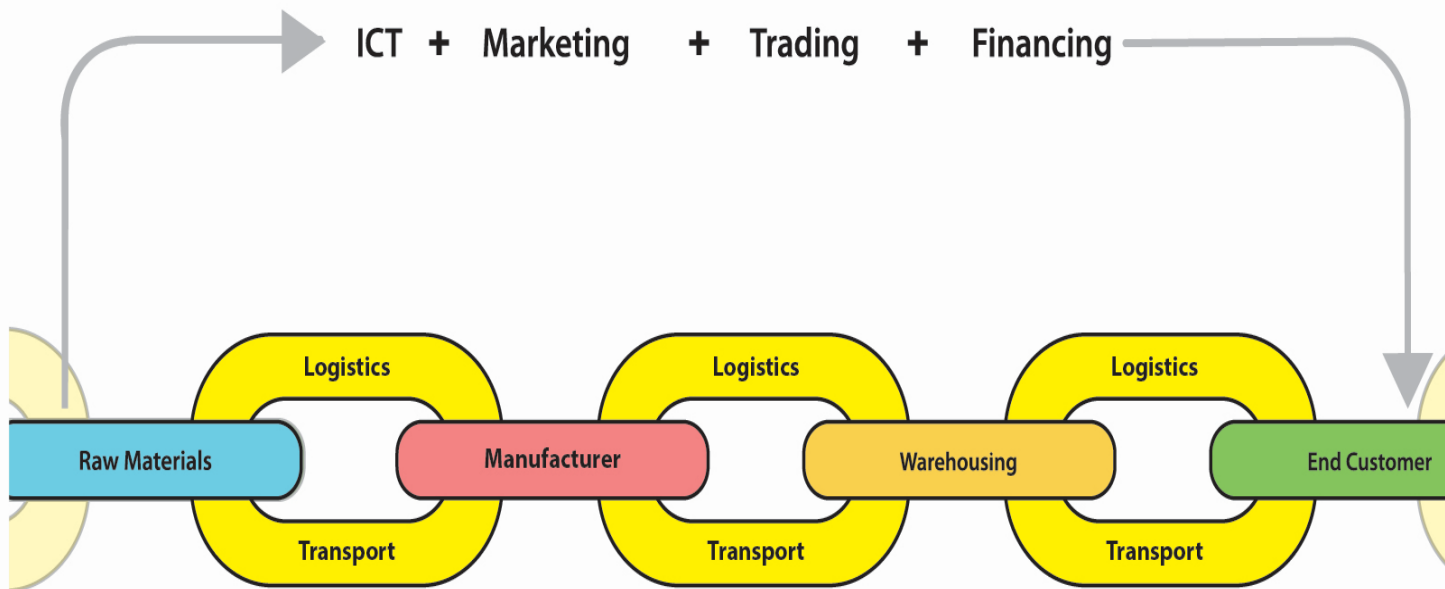 ICT + Marketing + Trading + Financing
Logistics Logistics Logistics
Raw Materials Manufacturer Warehousing End Customer
Transport Transport Transport